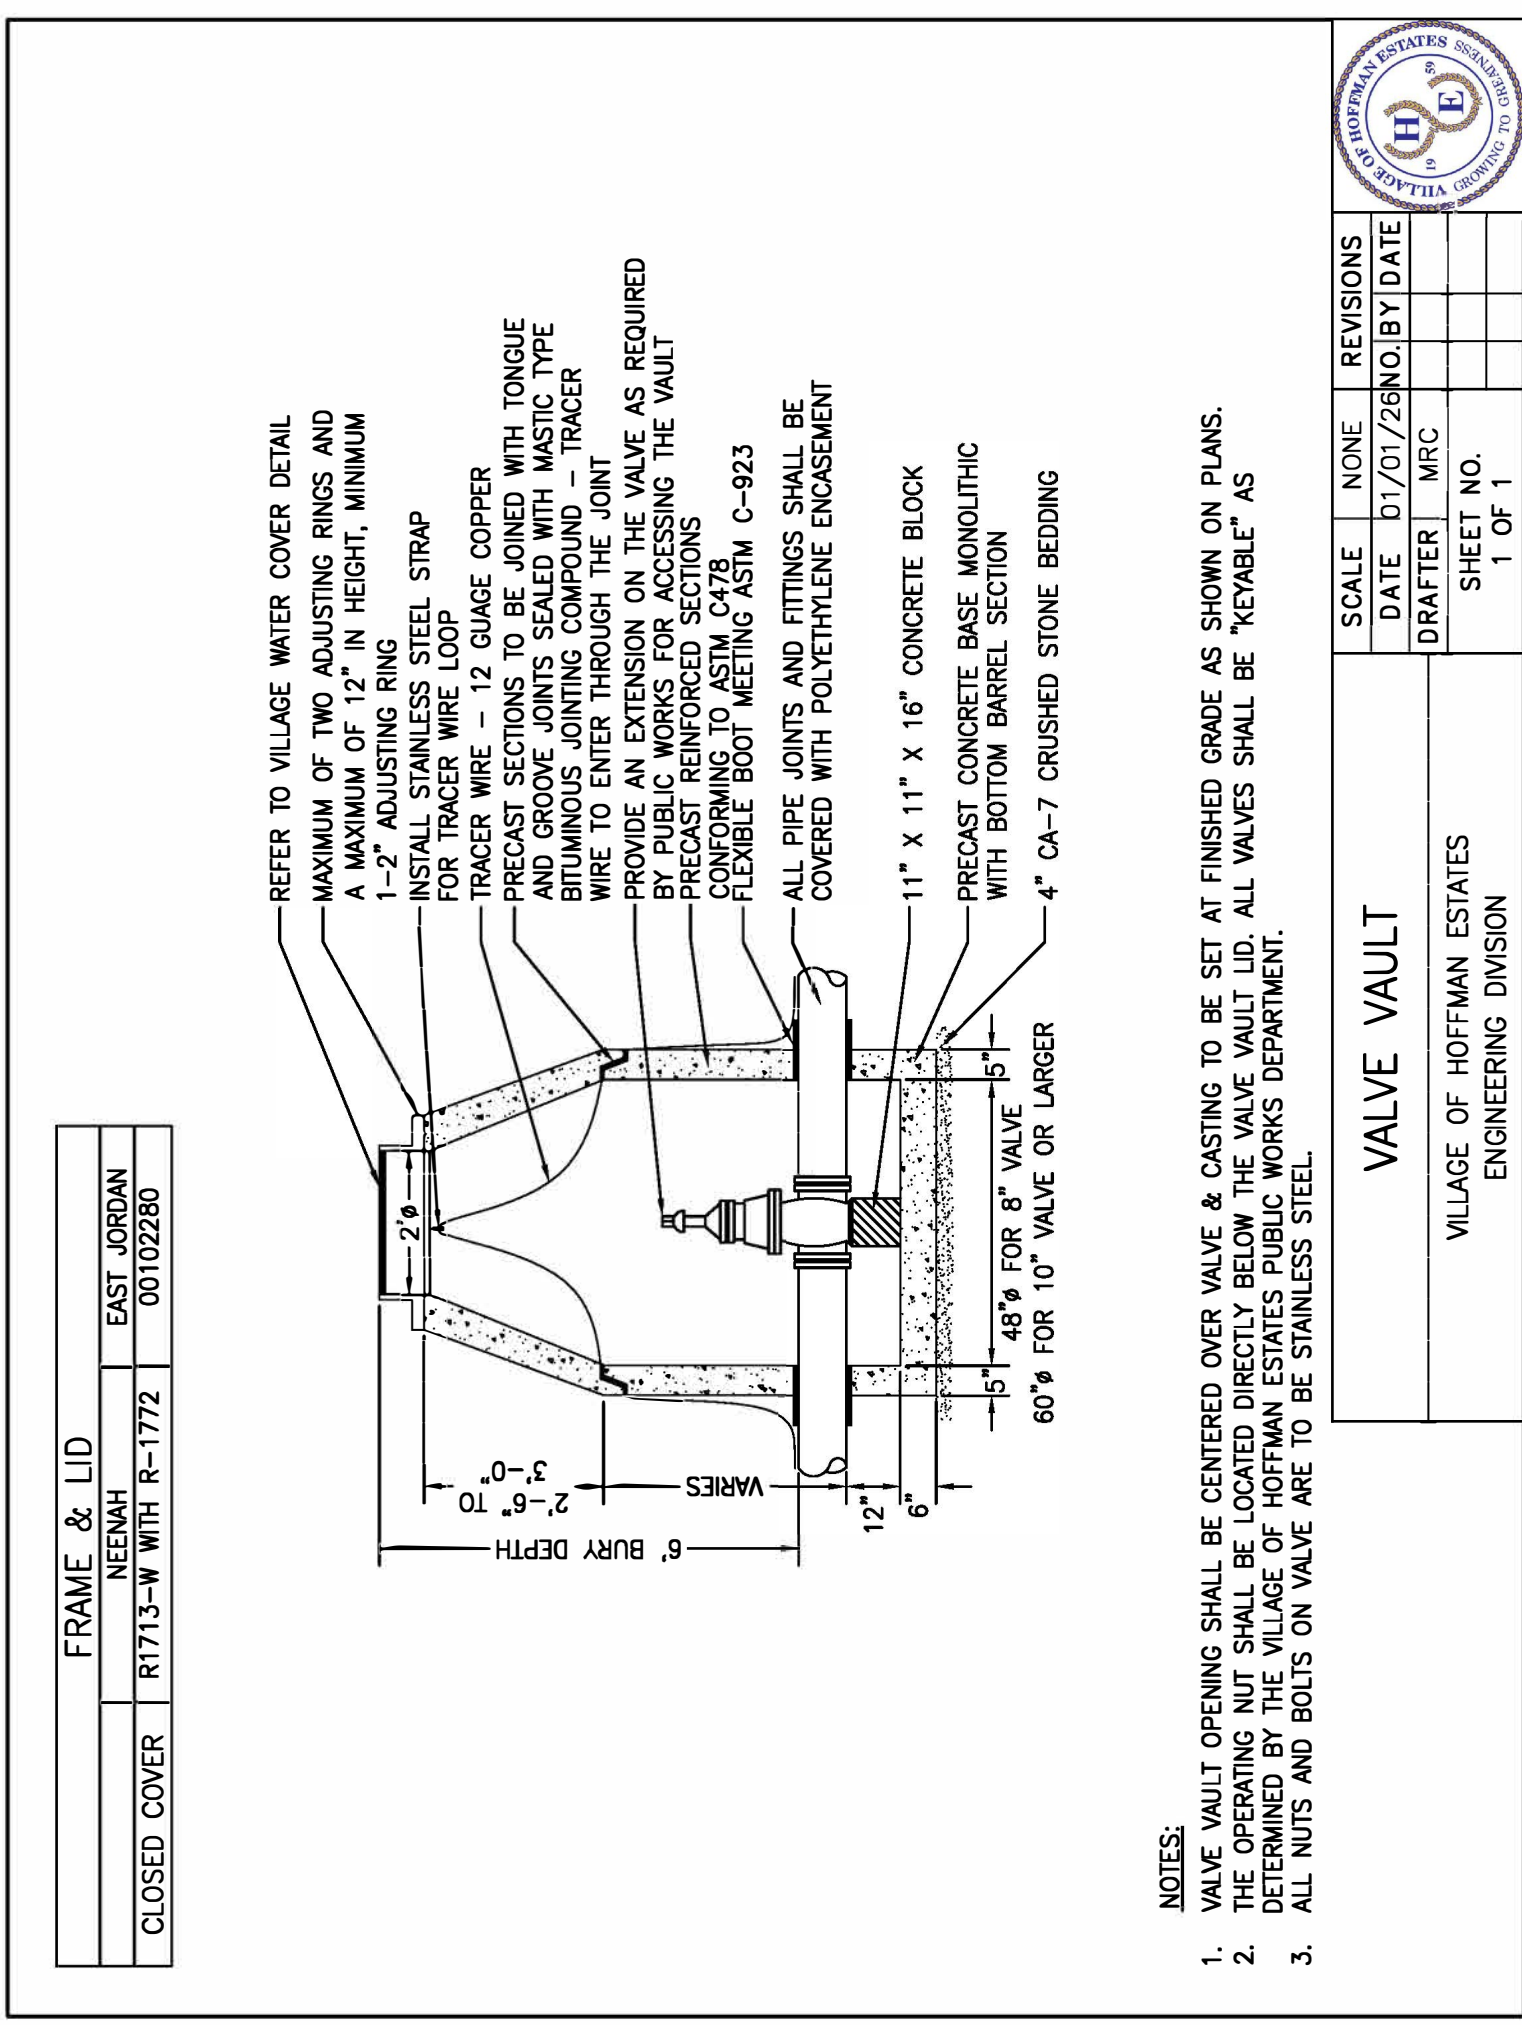 FRAME & LID
NEENAH EAST JORDAN
CLOSED COVER R1713-W WITH R-1772 00102280
REFER TO VILLAGE WATER COVER DETAIL
MAXIMUM OF TWO ADJUSTING RINGS AND
A MAXIMUM OF 12" IN HEIGHT, MINIMUM
1-2" ADJUSTING RING
INSTALL STAINLESS STEEL STRAP
FOR TRACER WIRE LOOP
TRACER WIRE - 12 GUAGE COPPER
PRECAST SECTIONS TO BE JOINED WITH TONGUE
AND GROOVE JOINTS SEALED WITH MASTIC TYPE
BITUMINOUS JOINTING COMPOUND - TRACER
WIRE TO ENTER THROUGH THE JOINT
PROVIDE AN EXTENSION ON THE VALVE AS REQUIRED
BY PUBLIC WORKS FOR ACCESSING THE VAULT
PRECAST REINFORCED SECTIONS
CONFORMING TO ASTM C478
FLEXIBLE BOOT MEETING ASTM C-923
ALL PIPE JOINTS AND FITTINGS SHALL BE
COVERED WITH POLYETHYLENE ENCASEMENT
11" X 11" X 16" CONCRETE BLOCK
PRECAST CONCRETE BASE MONOLITHIC
WITH BOTTOM BARREL SECTION
4" CA-7 CRUSHED STONE BEDDING
2'ø
6' BURY DEPTH
2'-6" TO
3'-0"
VARIES
12"
6"
5"
48"ø FOR 8" VALVE
60"ø FOR 10" VALVE OR LARGER
5"
NOTES:
1. VALVE VAULT OPENING SHALL BE CENTERED OVER VALVE & CASTING TO BE SET AT FINISHED GRADE AS SHOWN ON PLANS.
2. THE OPERATING NUT SHALL BE LOCATED DIRECTLY BELOW THE VALVE VAULT LID. ALL VALVES SHALL BE "KEYABLE" AS
DETERMINED BY THE VILLAGE OF HOFFMAN ESTATES PUBLIC WORKS DEPARTMENT.
3. ALL NUTS AND BOLTS ON VALVE ARE TO BE STAINLESS STEEL.
VALVE VAULT
VILLAGE OF HOFFMAN ESTATES
ENGINEERING DIVISION
SCALE NONE
DATE 01/01/26
DRAFTER MRC
SHEET NO.
1 OF 1
REVISIONS
NO. BY DATE
VILLAGE OF HOFFMAN ESTATES
GROWING TO GREATNESS
19 H E 59